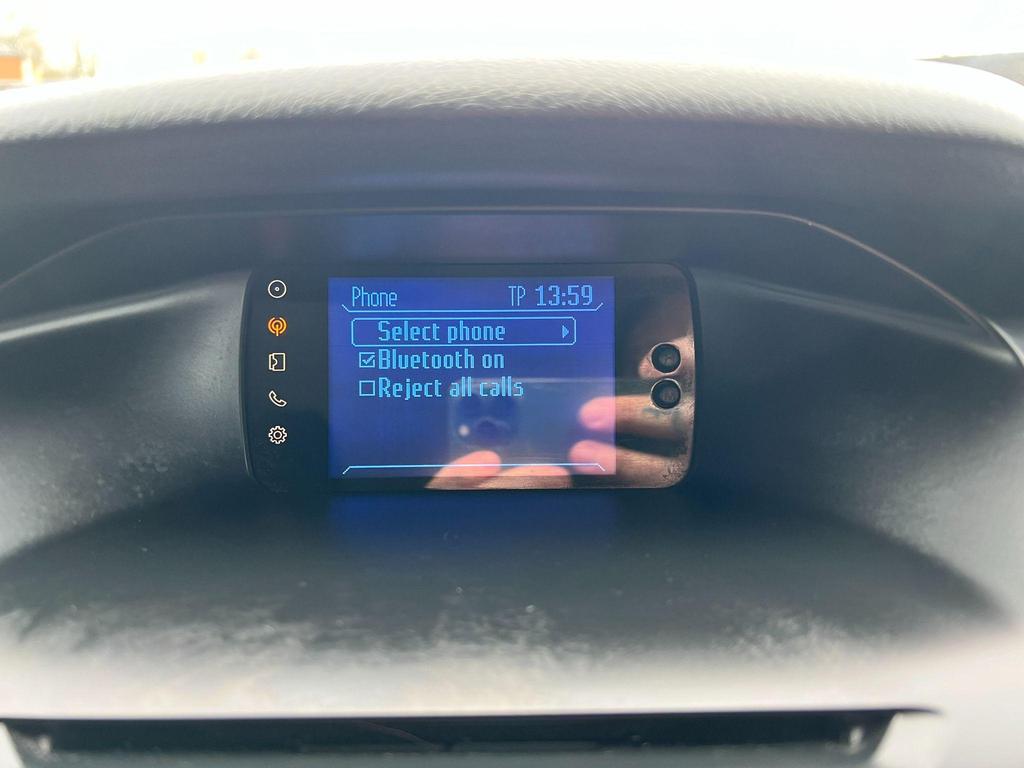 Phone TP 13:59
Select phone
Bluetooth on
Reject all calls